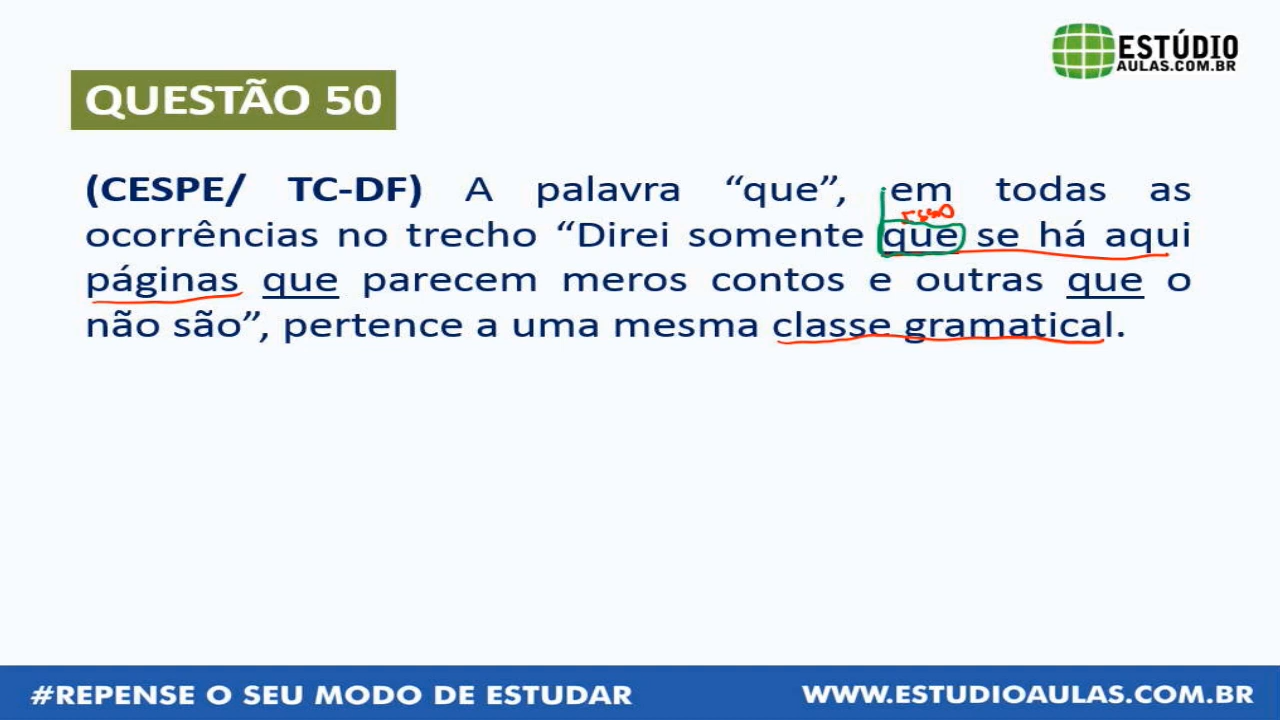 ESTÚDIO
AULAS.COM.BR
QUESTÃO 50
(CESPE/ TC-DF) A palavra “que”, em todas as
isso
ocorrências no trecho “Direi somente que se há aqui
páginas que parecem meros contos e outras que o
não são”, pertence a uma mesma classe gramatical.
#REPENSE O SEU MODO DE ESTUDAR
WWW.ESTUDIOAULAS.COM.BR